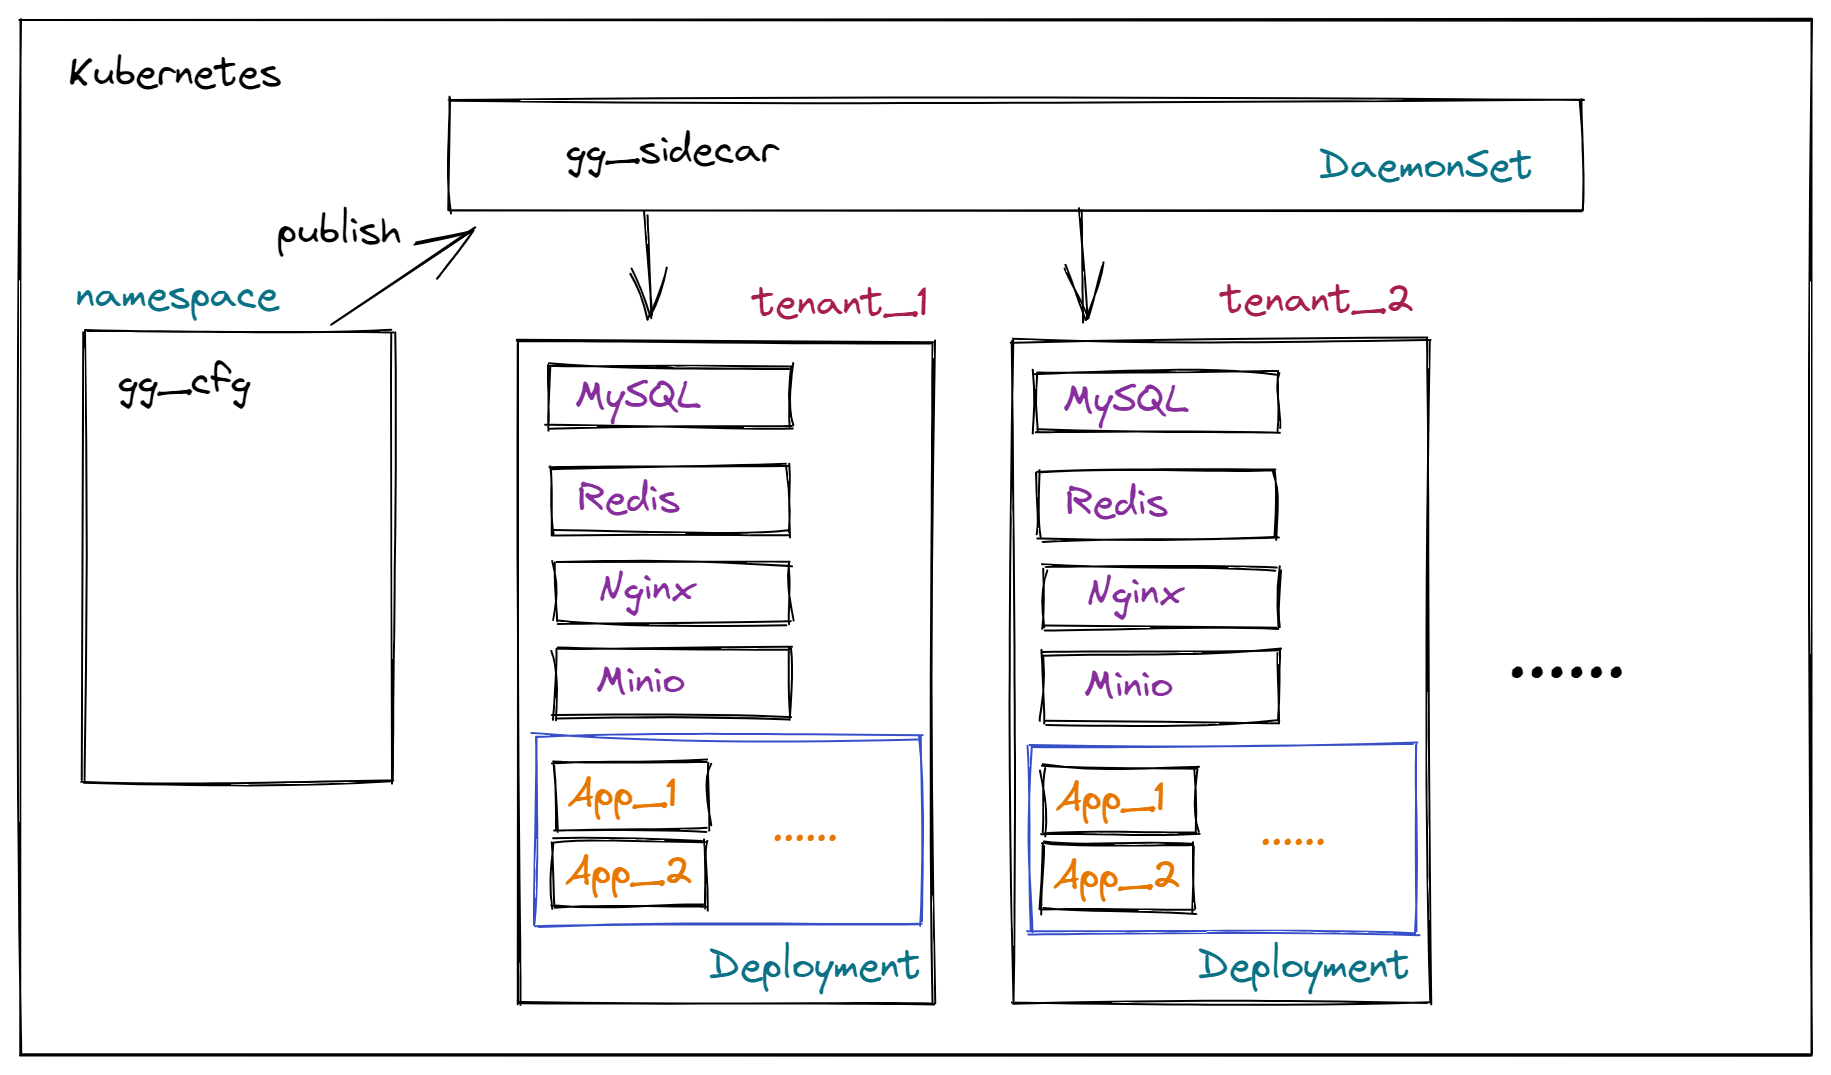 Kubernetes
gg_sidecar
DaemonSet
publish
namespace
gg_cfg
tenant_1
MySQL
Redis
Nginx
Minio
App_1
......
App_2
Deployment
tenant_2
MySQL
Redis
Nginx
Minio
App_1
......
App_2
Deployment
......